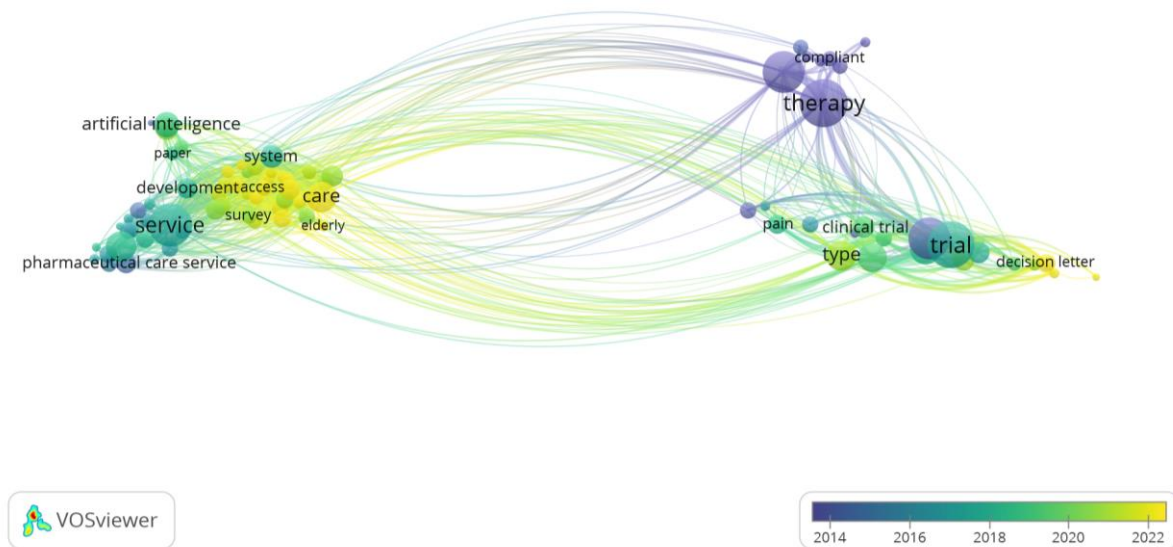 compliant
therapy
artificial inteligence
paper
system
development
access
care
service
survey
elderly
pain
clinical trial
trial
type
pharmaceutical care service
decision letter
VOSviewer
2014
2016
2018
2020
2022